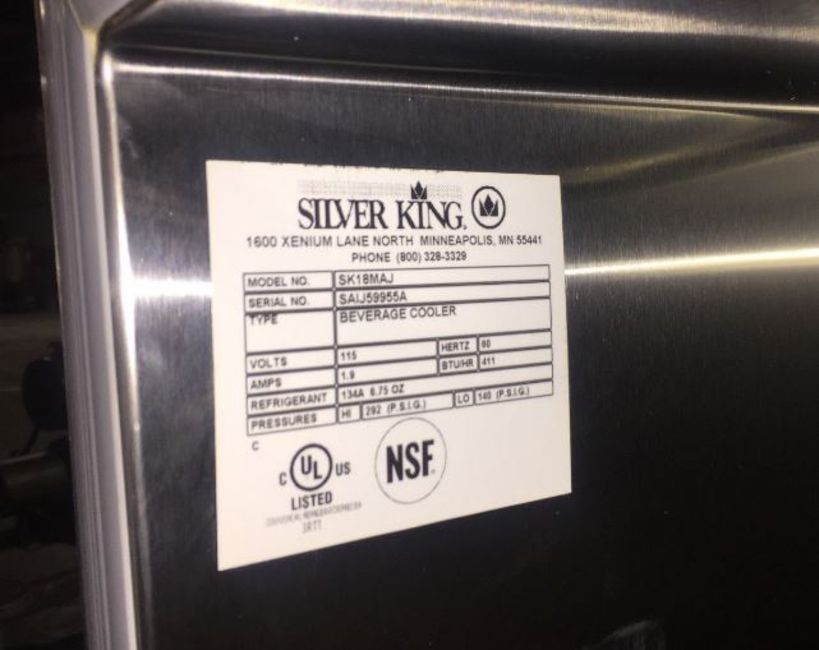 SILVER KING®
1600 XENIUM LANE NORTH MINNEAPOLIS, MN 55441
PHONE (800) 328-3329
MODEL NO. SK18MAJ
SERIAL NO. SAIJ59955A
TYPE BEVERAGE COOLER
VOLTS 115 HERTZ 60
AMPS 1.9 BTU/HR 411
REFRIGERANT 134A 6.75 OZ
PRESSURES HI 292 (P.S.I.G.) LO 140 (P.S.I.G.)
C
C UL US
LISTED
NSF®